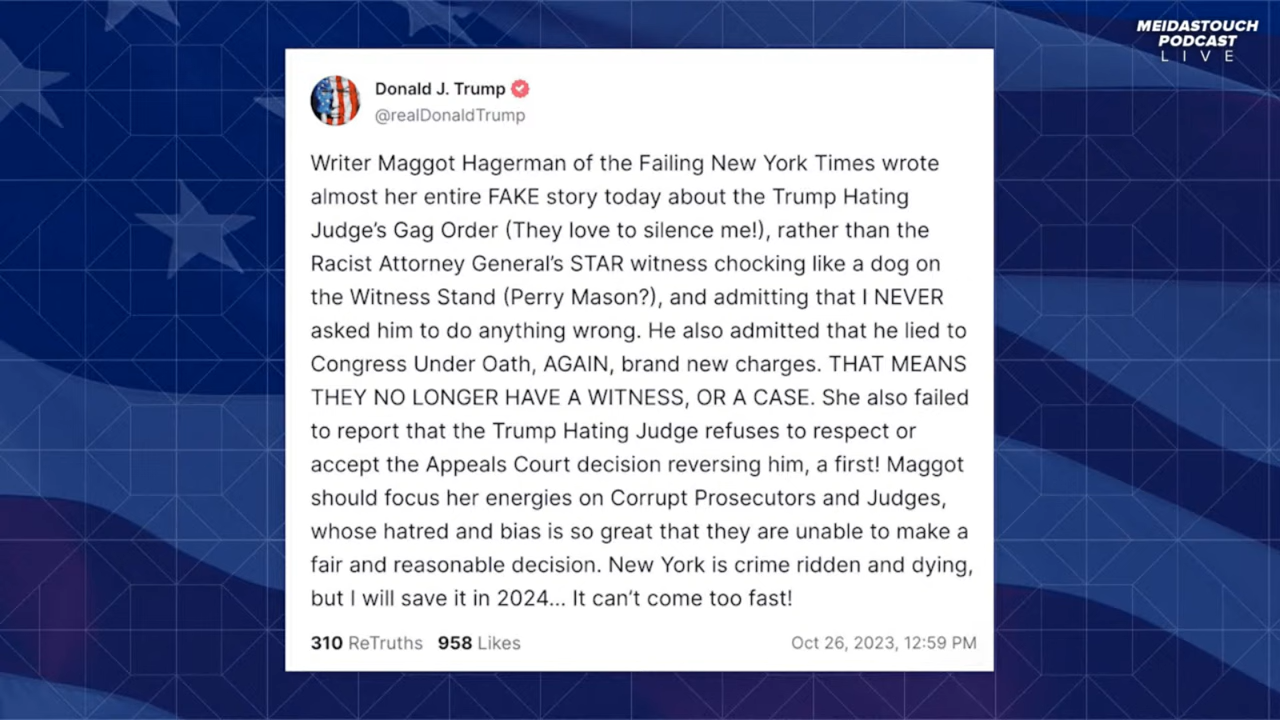 MEIDASTOUCH
PODCAST
LIVE
Donald J. Trump
@realDonaldTrump
Writer Maggot Hagerman of the Failing New York Times wrote
almost her entire FAKE story today about the Trump Hating
Judge’s Gag Order (They love to silence me!), rather than the
Racist Attorney General’s STAR witness chocking like a dog on
the Witness Stand (Perry Mason?), and admitting that I NEVER
asked him to do anything wrong. He also admitted that he lied to
Congress Under Oath, AGAIN, brand new charges. THAT MEANS
THEY NO LONGER HAVE A WITNESS, OR A CASE. She also failed
to report that the Trump Hating Judge refuses to respect or
accept the Appeals Court decision reversing him, a first! Maggot
should focus her energies on Corrupt Prosecutors and Judges,
whose hatred and bias is so great that they are unable to make a
fair and reasonable decision. New York is crime ridden and dying,
but I will save it in 2024... It can’t come too fast!
310 ReTruths 958 Likes Oct 26, 2023, 12:59 PM